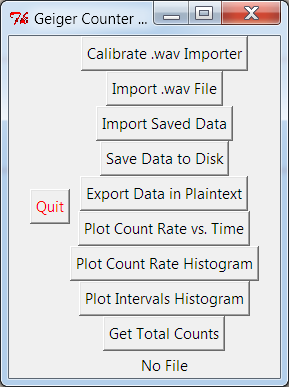 Geiger Counter ...
Calibrate .wav Importer
Import .wav File
Import Saved Data
Save Data to Disk
Quit
Export Data in Plaintext
Plot Count Rate vs. Time
Plot Count Rate Histogram
Plot Intervals Histogram
Get Total Counts
No File